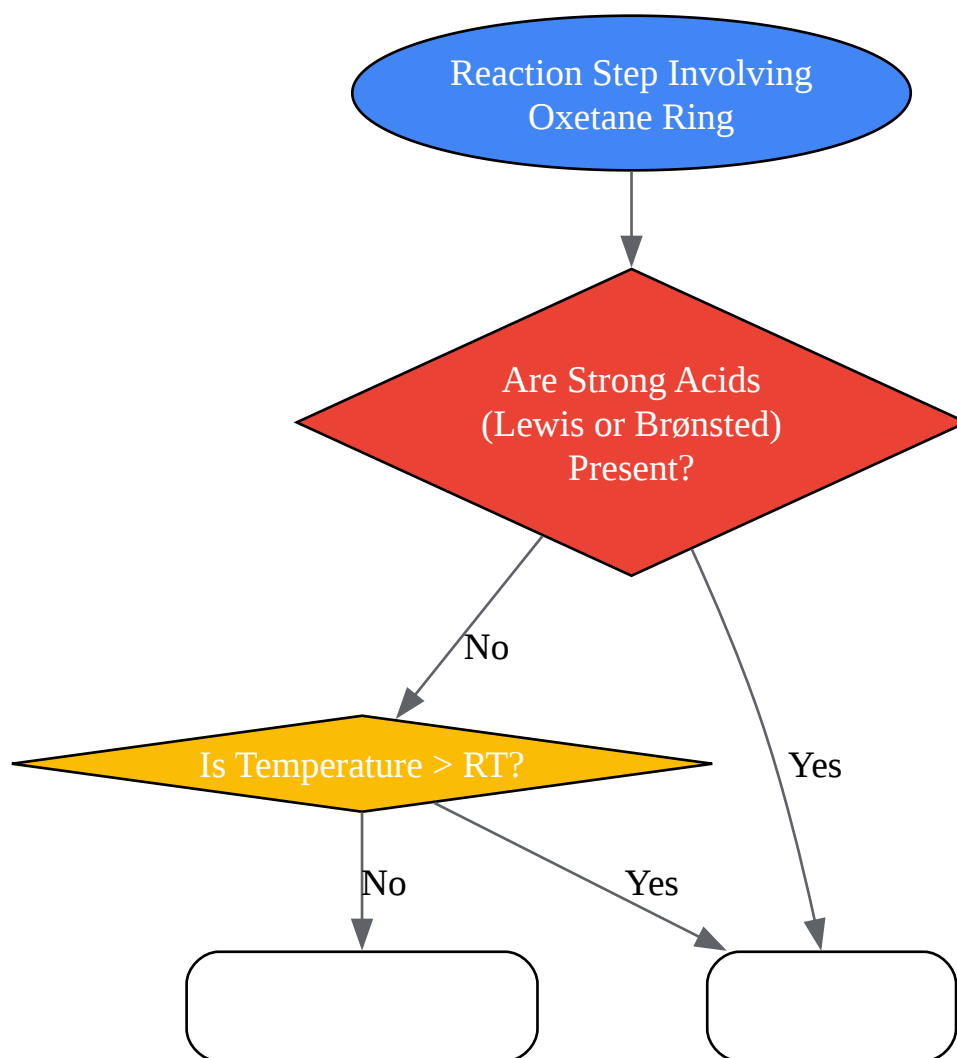 Reaction Step Involving
Oxetane Ring
Are Strong Acids
(Lewis or Brønsted)
Present?
No
Is Temperature > RT?
Yes
No
Yes